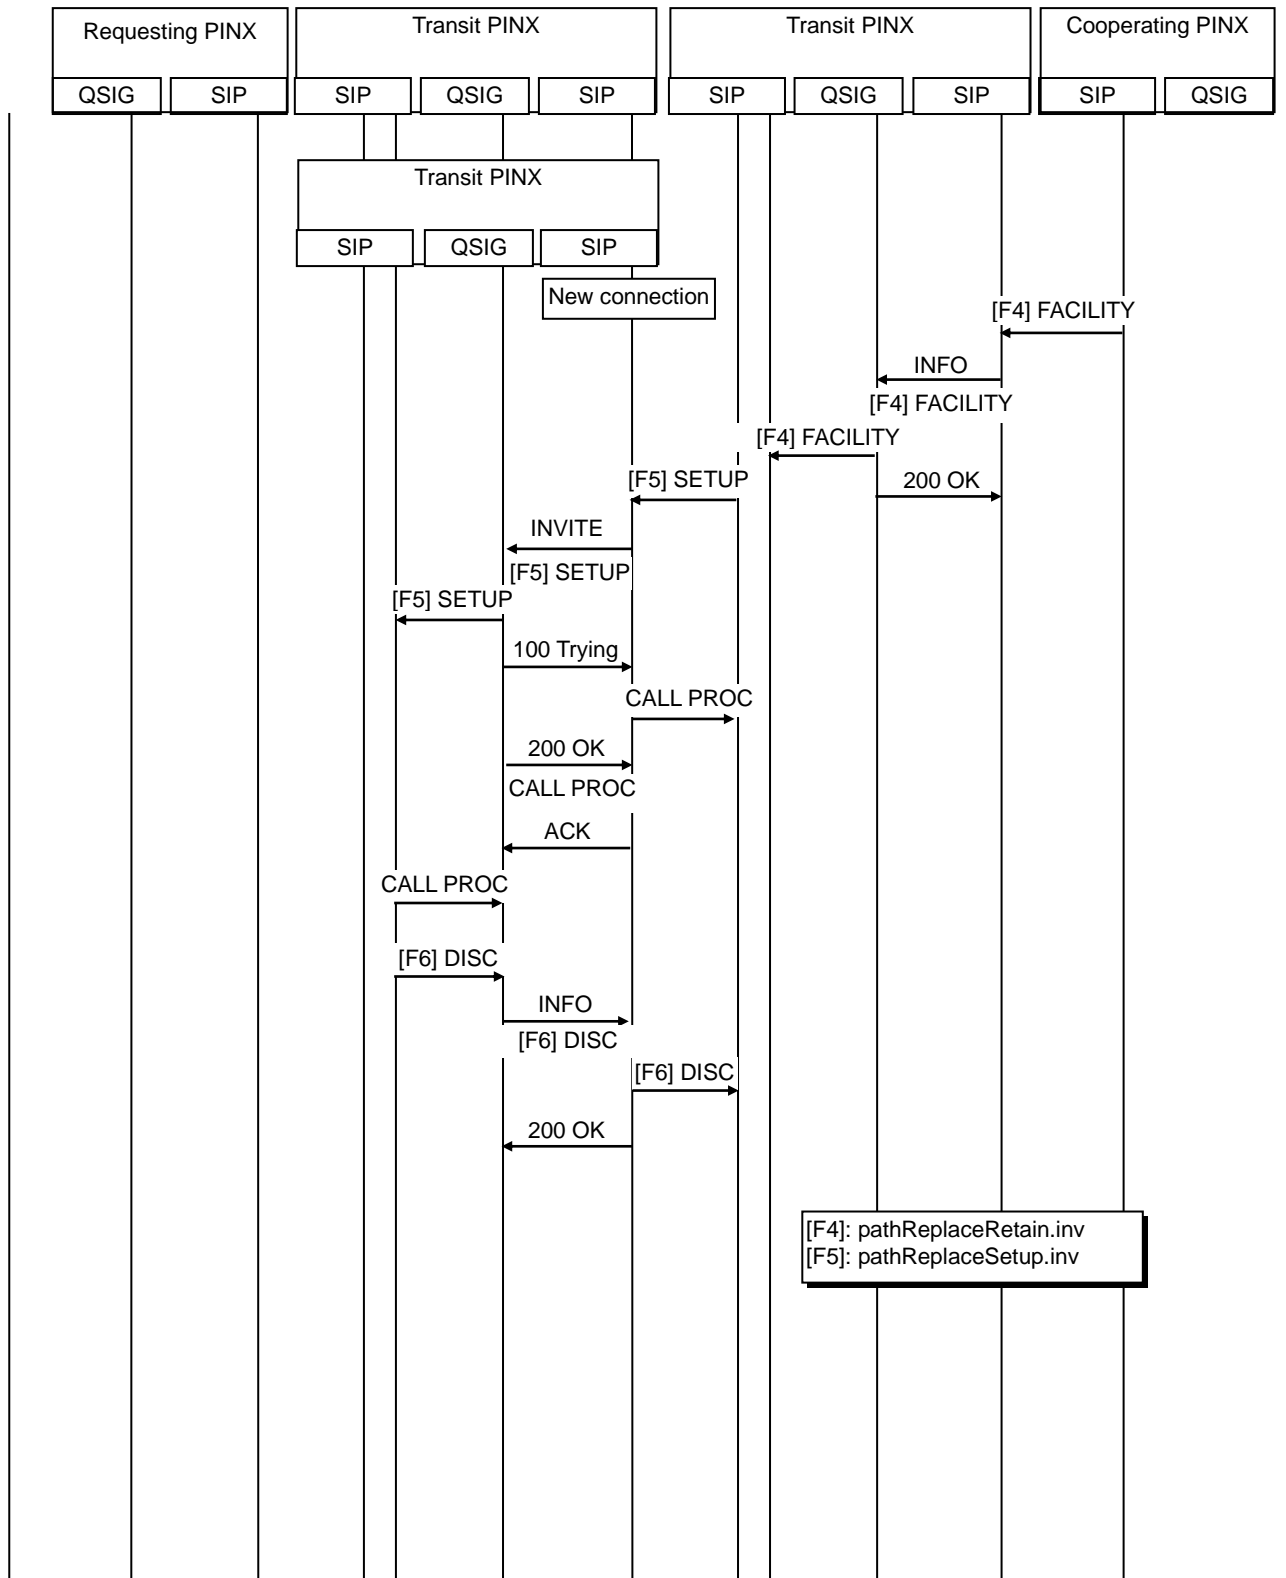 Requesting PINX
Transit PINX
Transit PINX
Cooperating PINX
QSIG
SIP
SIP
QSIG
SIP
SIP
QSIG
SIP
SIP
QSIG
Transit PINX
SIP
QSIG
SIP
New connection
[F4] FACILITY
INFO
[F4] FACILITY
[F4] FACILITY
[F5] SETUP
200 OK
INVITE
[F5] SETUP
[F5] SETUP
100 Trying
CALL PROC
200 OK
CALL PROC
ACK
CALL PROC
[F6] DISC
INFO
[F6] DISC
[F6] DISC
200 OK
[F4]: pathReplaceRetain.inv
[F5]: pathReplaceSetup.inv